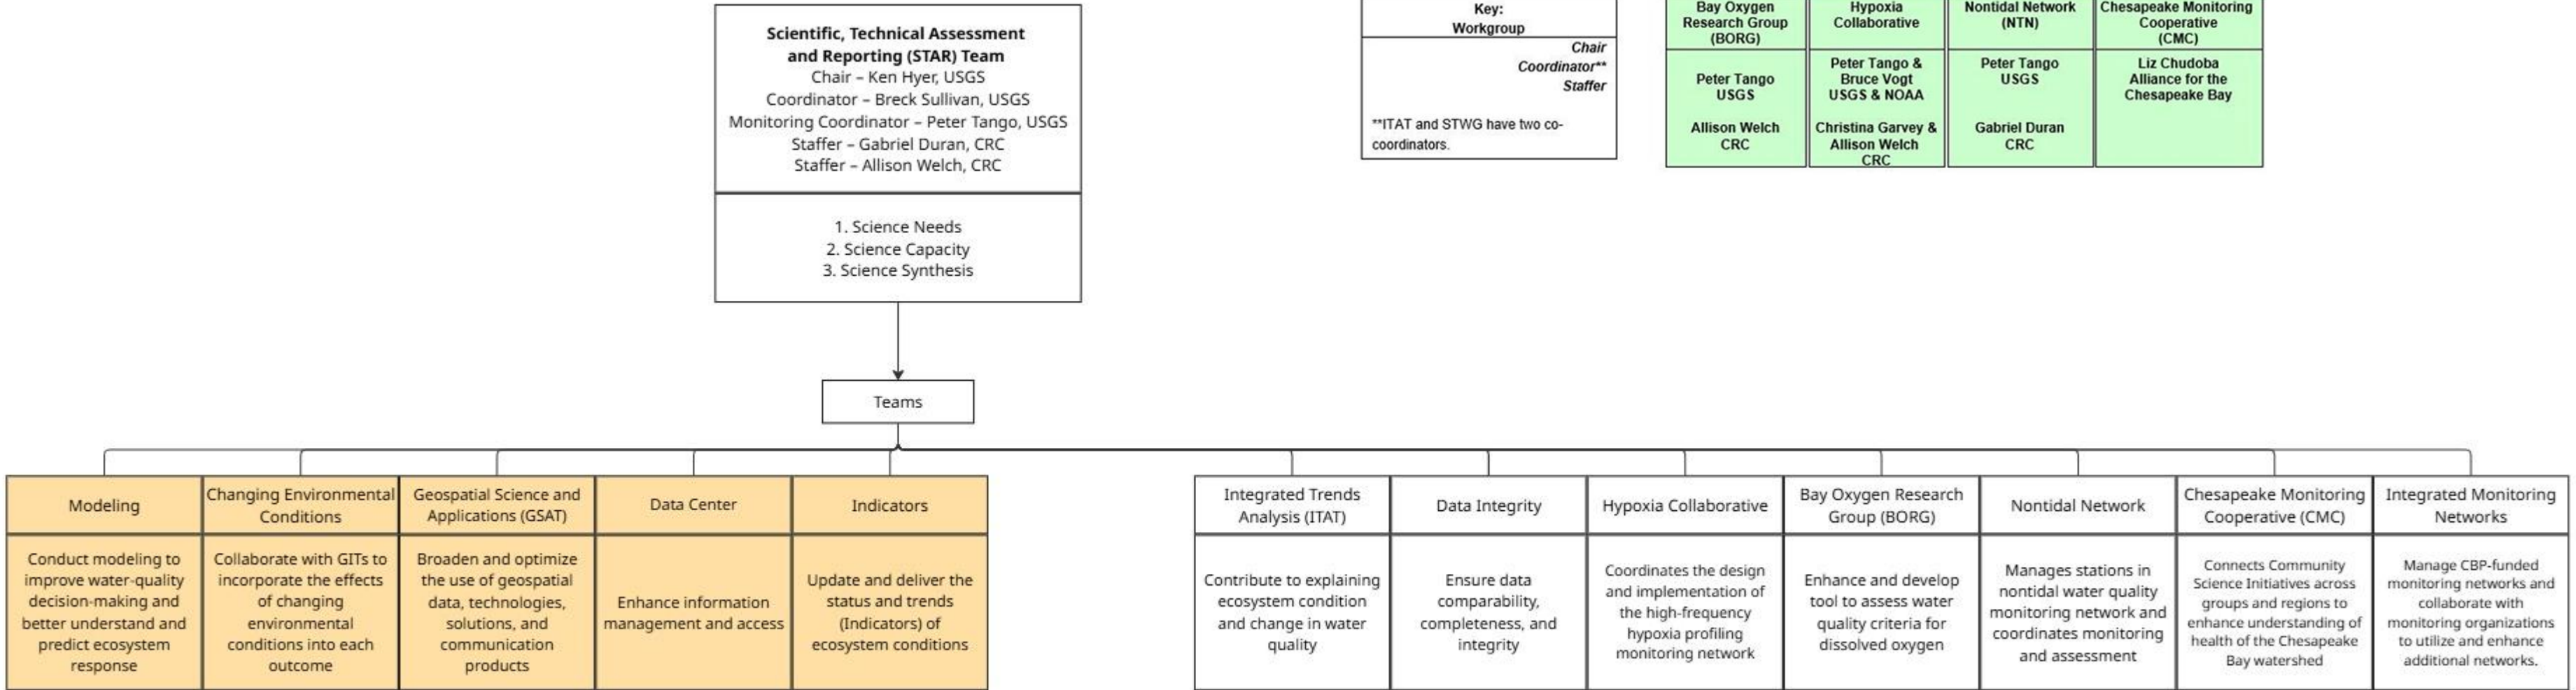 Scientific, Technical Assessment
and Reporting (STAR) Team
Chair – Ken Hyer, USGS
Coordinator – Breck Sullivan, USGS
Monitoring Coordinator – Peter Tango, USGS
Staffer – Gabriel Duran, CRC
Staffer – Allison Welch, CRC
1. Science Needs
2. Science Capacity
3. Science Synthesis
Key:
Workgroup
Chair
Coordinator**
Staffer
**ITAT and STWG have two co-
coordinators.
Bay Oxygen
Research Group
(BORG)
Peter Tango
USGS
Allison Welch
CRC
Hypoxia
Collaborative
Peter Tango &
Bruce Vogt
USGS & NOAA
Christina Garvey &
Allison Welch
CRC
Nontidal Network
(NTN)
Peter Tango
USGS
Gabriel Duran
CRC
Chesapeake Monitoring
Cooperative
(CMC)
Liz Chudoba
Alliance for the
Chesapeake Bay
Teams
Modeling
Conduct modeling to
improve water-quality
decision-making and
better understand and
predict ecosystem
response
Changing Environmental
Conditions
Collaborate with GITs to
incorporate the effects
of changing
environmental
conditions into each
outcome
Geospatial Science and
Applications (GSAT)
Broaden and optimize
the use of geospatial
data, technologies,
solutions, and
communication
products
Data Center
Enhance information
management and access
Indicators
Update and deliver the
status and trends
(Indicators) of
ecosystem conditions
Integrated Trends
Analysis (ITAT)
Contribute to explaining
ecosystem condition
and change in water
quality
Data Integrity
Ensure data
comparability,
completeness, and
integrity
Hypoxia Collaborative
Coordinates the design
and implementation of
the high-frequency
hypoxia profiling
monitoring network
Bay Oxygen Research
Group (BORG)
Enhance and develop
tool to assess water
quality criteria for
dissolved oxygen
Nontidal Network
Manages stations in
nontidal water quality
monitoring network and
coordinates monitoring
and assessment
Chesapeake Monitoring
Cooperative (CMC)
Connects Community
Science Initiatives across
groups and regions to
enhance understanding of
health of the Chesapeake
Bay watershed
Integrated Monitoring
Networks
Manage CBP-funded
monitoring networks and
collaborate with
monitoring organizations
to utilize and enhance
additional networks.